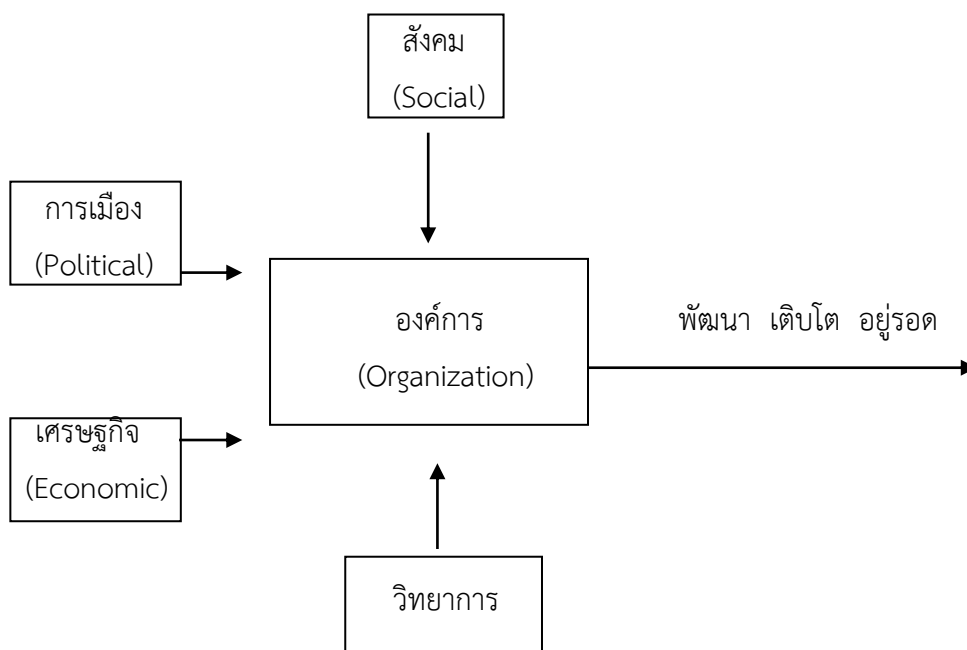 สังคม
(Social)
การเมือง
(Political)
องค์การ
(Organization)
พัฒนา เติบโต อยู่รอด
เศรษฐกิจ
(Economic)
วิทยาการ